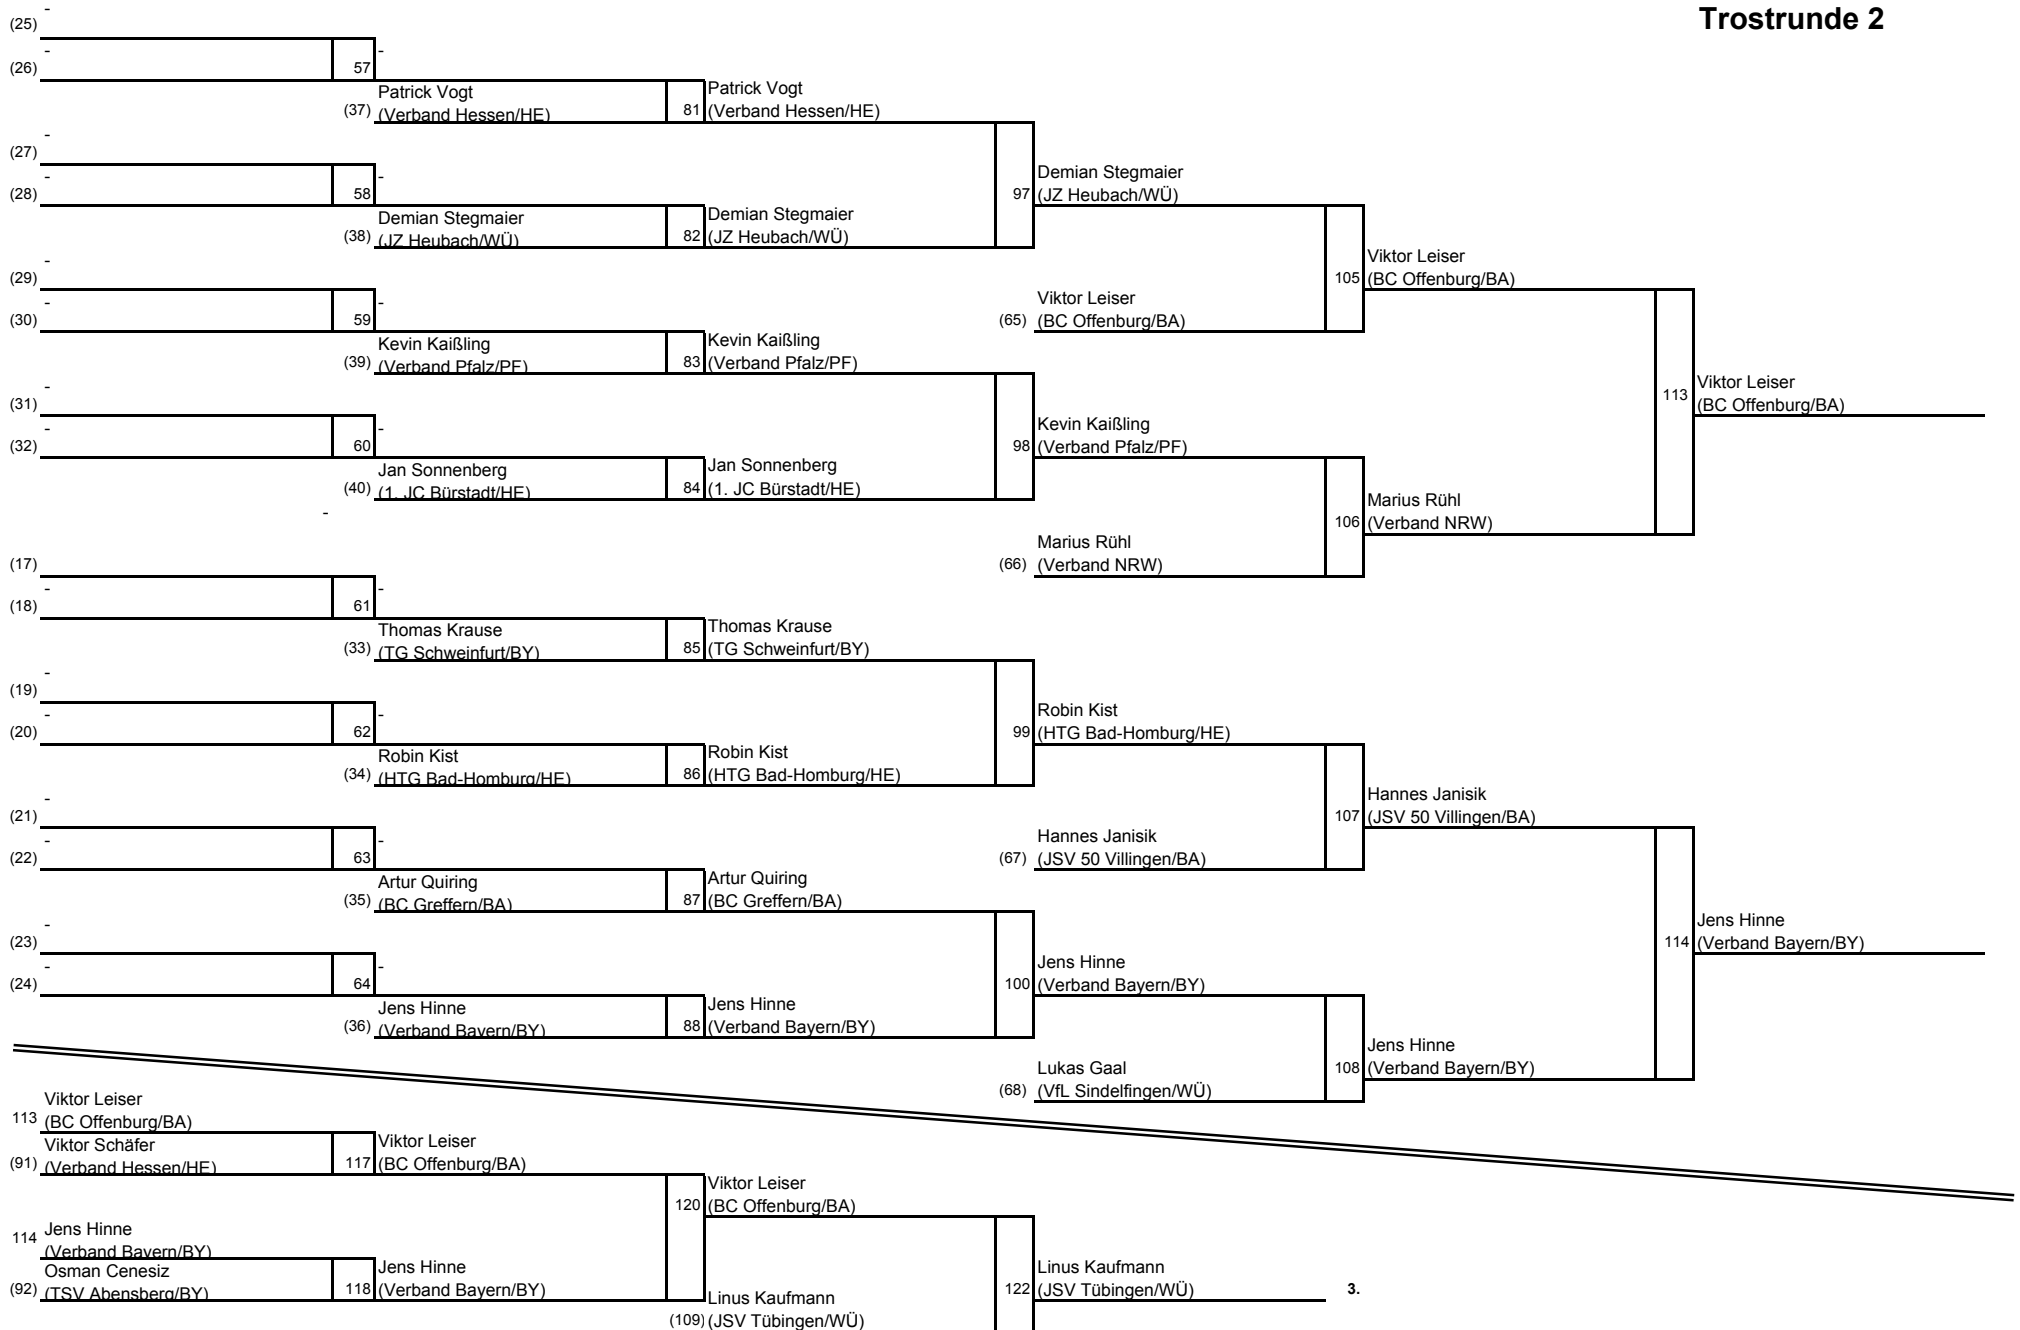 Trostrunde 2
-
(25)
-
(26)
57
-
Patrick Vogt
(37) (Verband Hessen/HE)
81
Patrick Vogt
(Verband Hessen/HE)
-
(27)
-
(28)
58
-
Demian Stegmaier
(38) (JZ Heubach/WÜ)
82
Demian Stegmaier
(JZ Heubach/WÜ)
97
Demian Stegmaier
(JZ Heubach/WÜ)
-
(29)
-
(30)
59
-
Kevin Kaißling
(39) (Verband Pfalz/PF)
83
Kevin Kaißling
(Verband Pfalz/PF)
Viktor Leiser
(65) (BC Offenburg/BA)
105
Viktor Leiser
(BC Offenburg/BA)
-
(31)
-
(32)
60
-
Jan Sonnenberg
(40) (1. JC Bürstadt/HE)
84
Jan Sonnenberg
(1. JC Bürstadt/HE)
98
Kevin Kaißling
(Verband Pfalz/PF)
Marius Rühl
(66) (Verband NRW)
106
Marius Rühl
(Verband NRW)
113
Viktor Leiser
(BC Offenburg/BA)
-
(17)
-
(18)
61
-
Thomas Krause
(33) (TG Schweinfurt/BY)
85
Thomas Krause
(TG Schweinfurt/BY)
-
(19)
-
(20)
62
-
Robin Kist
(34) (HTG Bad-Homburg/HE)
86
Robin Kist
(HTG Bad-Homburg/HE)
99
Robin Kist
(HTG Bad-Homburg/HE)
-
(21)
-
(22)
63
-
Artur Quiring
(35) (BC Greffern/BA)
87
Artur Quiring
(BC Greffern/BA)
Hannes Janisik
(67) (JSV 50 Villingen/BA)
107
Hannes Janisik
(JSV 50 Villingen/BA)
-
(23)
-
(24)
64
-
Jens Hinne
(36) (Verband Bayern/BY)
88
Jens Hinne
(Verband Bayern/BY)
100
Jens Hinne
(Verband Bayern/BY)
Lukas Gaal
(68) (VfL Sindelfingen/WÜ)
108
Jens Hinne
(Verband Bayern/BY)
114
Jens Hinne
(Verband Bayern/BY)
Viktor Leiser
113 (BC Offenburg/BA)
Viktor Schäfer
(91) (Verband Hessen/HE)
117
Viktor Leiser
(BC Offenburg/BA)
Jens Hinne
114 (Verband Bayern/BY)
Osman Cenesiz
(92) (TSV Abensberg/BY)
118
Jens Hinne
(Verband Bayern/BY)
120
Viktor Leiser
(BC Offenburg/BA)
Linus Kaufmann
(109) (JSV Tübingen/WÜ)
122
Linus Kaufmann
(JSV Tübingen/WÜ)
3.